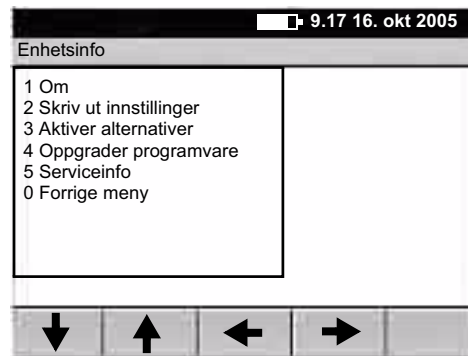 9.17 16. okt 2005
Enhetsinfo
1 Om
2 Skriv ut innstillinger
3 Aktiver alternativer
4 Oppgrader programvare
5 Serviceinfo
0 Forrige meny